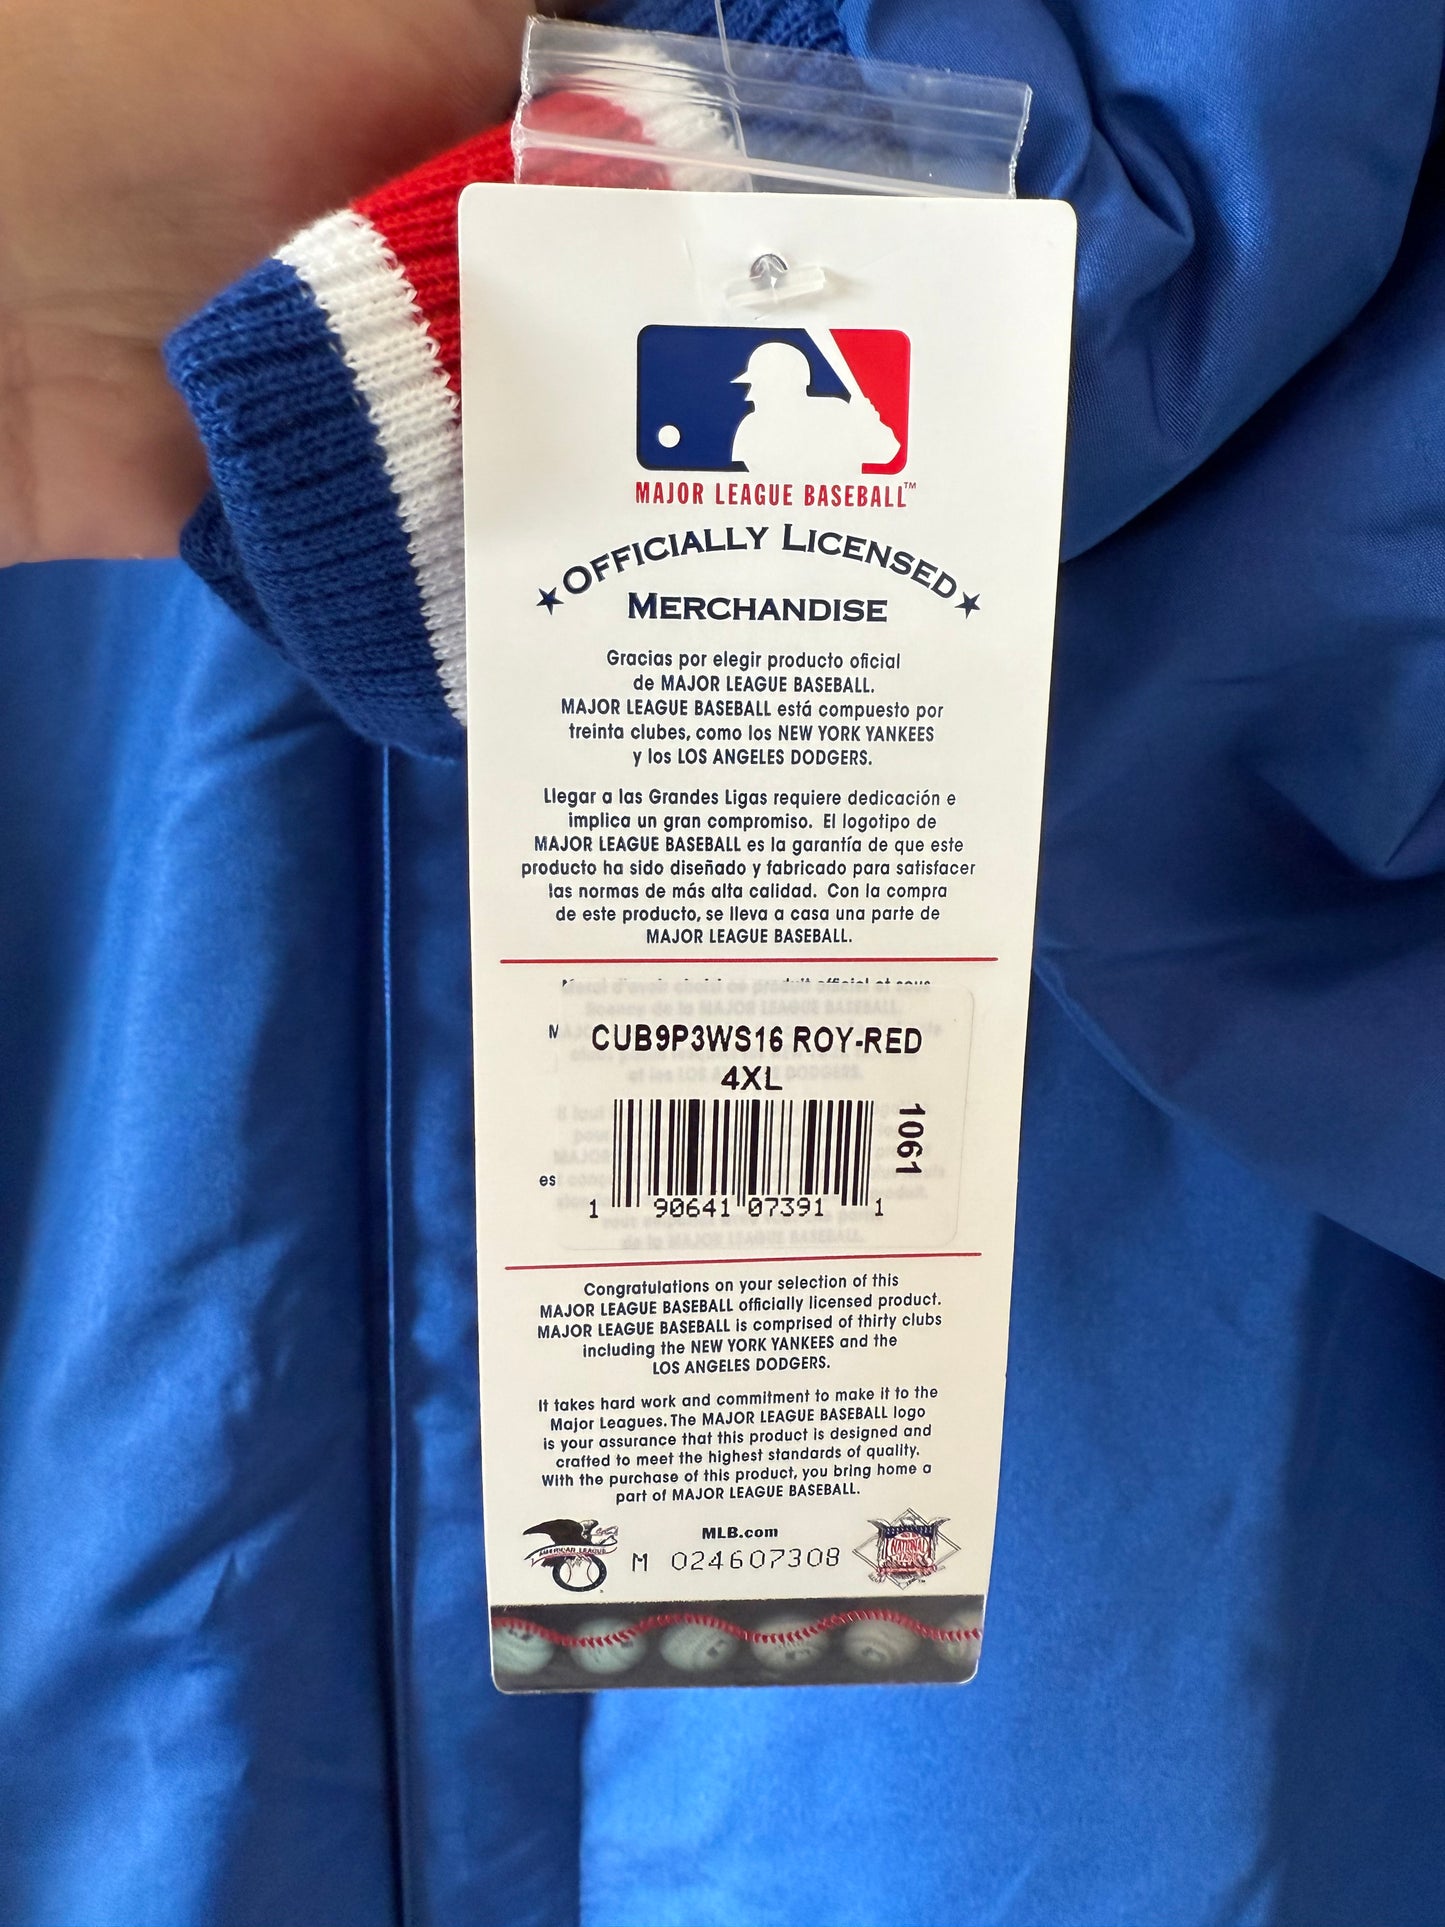 MAJOR LEAGUE BASEBALL™
★ OFFICIALLY LICENSED ★
MERCHANDISE
Gracias por elegir producto oficial
de MAJOR LEAGUE BASEBALL.
MAJOR LEAGUE BASEBALL está compuesto por
treinta clubes, como los NEW YORK YANKEES
y los LOS ANGELES DODGERS.
Llegar a las Grandes Ligas requiere dedicación e
implica un gran compromiso. El logotipo de
MAJOR LEAGUE BASEBALL es la garantía de que este
producto ha sido diseñado y fabricado para satisfacer
las normas de más alta calidad. Con la compra
de este producto, se lleva a casa una parte de
MAJOR LEAGUE BASEBALL.
CUB9P3WS16 ROY-RED
4XL
1061
1 90641 07391 1
Congratulations on your selection of this
MAJOR LEAGUE BASEBALL officially licensed product.
MAJOR LEAGUE BASEBALL is comprised of thirty clubs
including the NEW YORK YANKEES and the
LOS ANGELES DODGERS.
It takes hard work and commitment to make it to the
Major Leagues. The MAJOR LEAGUE BASEBALL logo
is your assurance that this product is designed and
crafted to meet the highest standards of quality.
With the purchase of this product, you bring home a
part of MAJOR LEAGUE BASEBALL.
MLB.com
AMERICAN LEAGUE
M 024607308
NATIONAL